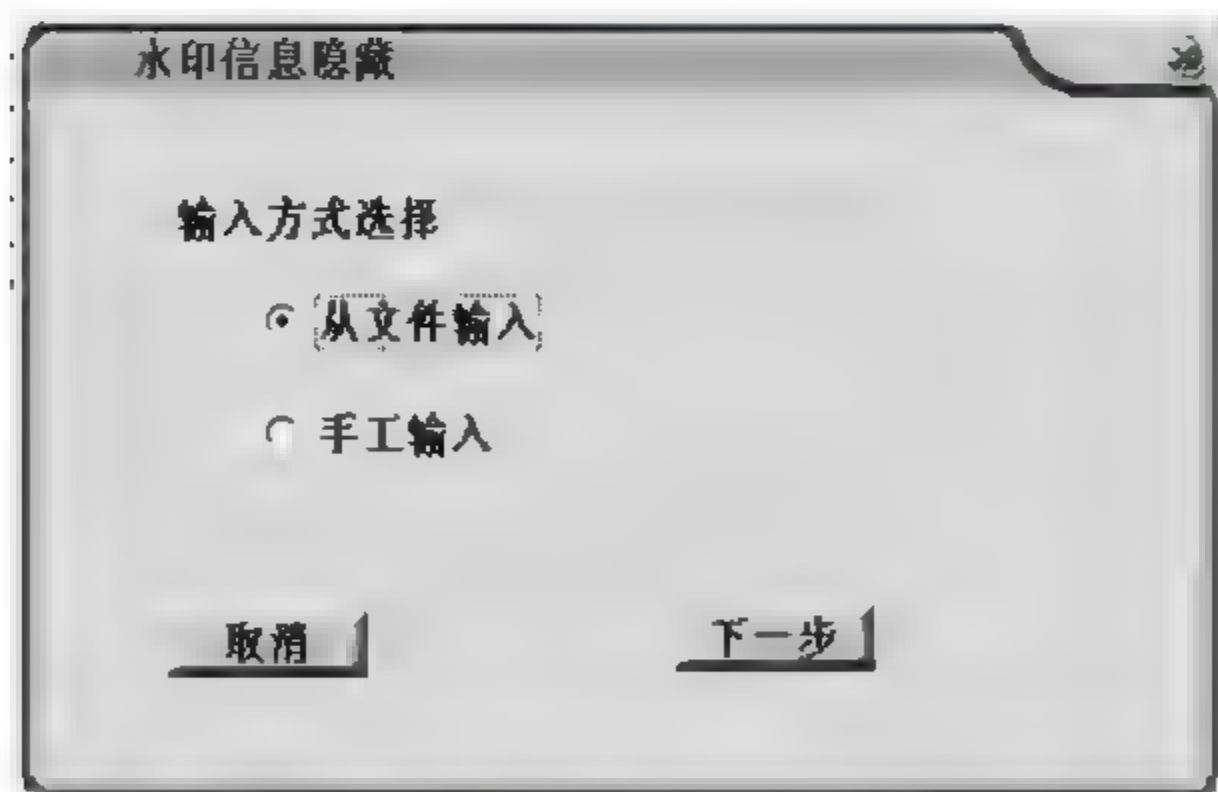 水印信息隐藏
输入方式选择
从文件输入
手工输入
取消
下一步